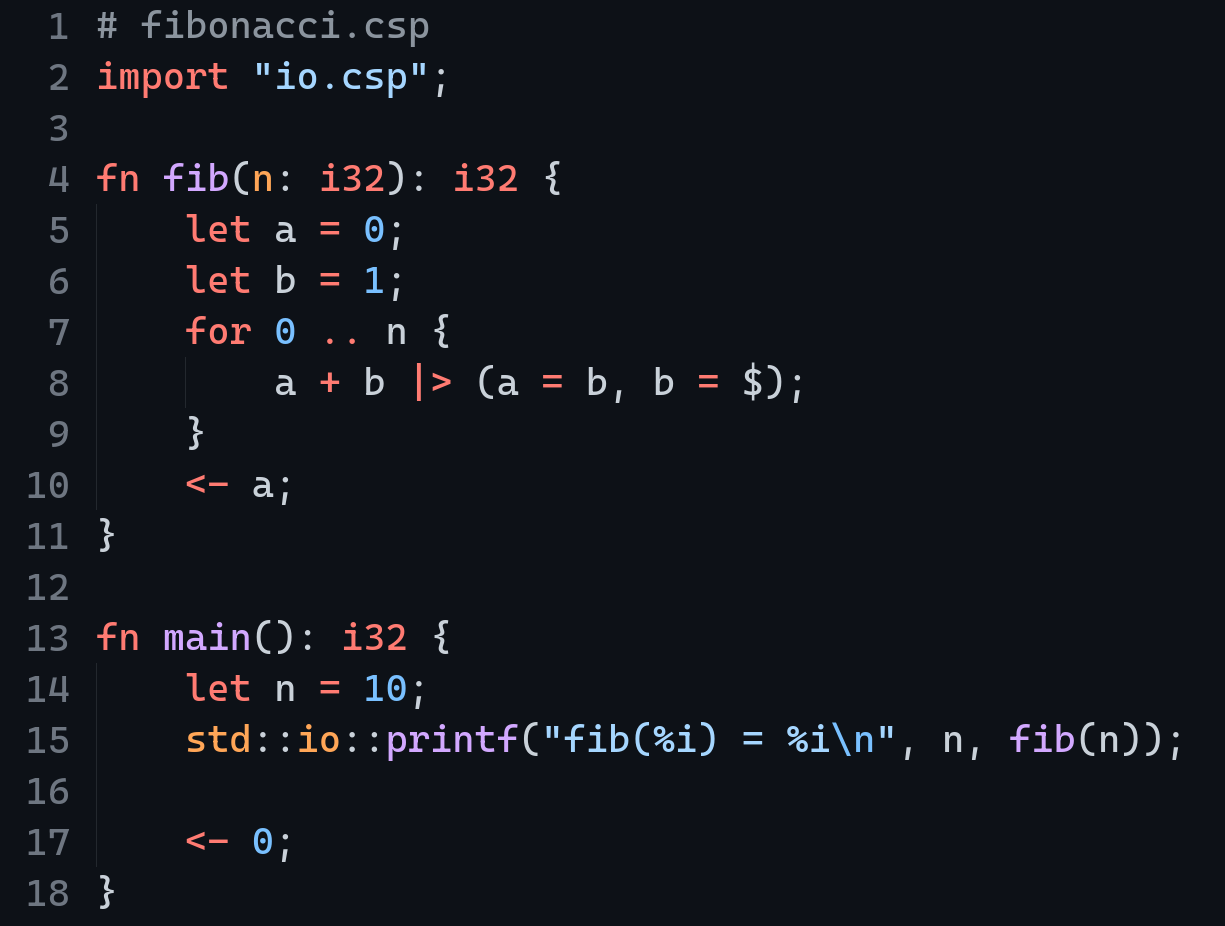 1 # fibonacci.csp
2 import "io.csp";
3
4 fn fib(n: i32): i32 {
5     let a = 0;
6     let b = 1;
7     for 0 .. n {
8         a + b |> (a = b, b = $);
9     }
10     <- a;
11 }
12
13 fn main(): i32 {
14     let n = 10;
15     std::io::printf("fib(%i) = %i\n", n, fib(n));
16
17     <- 0;
18 }